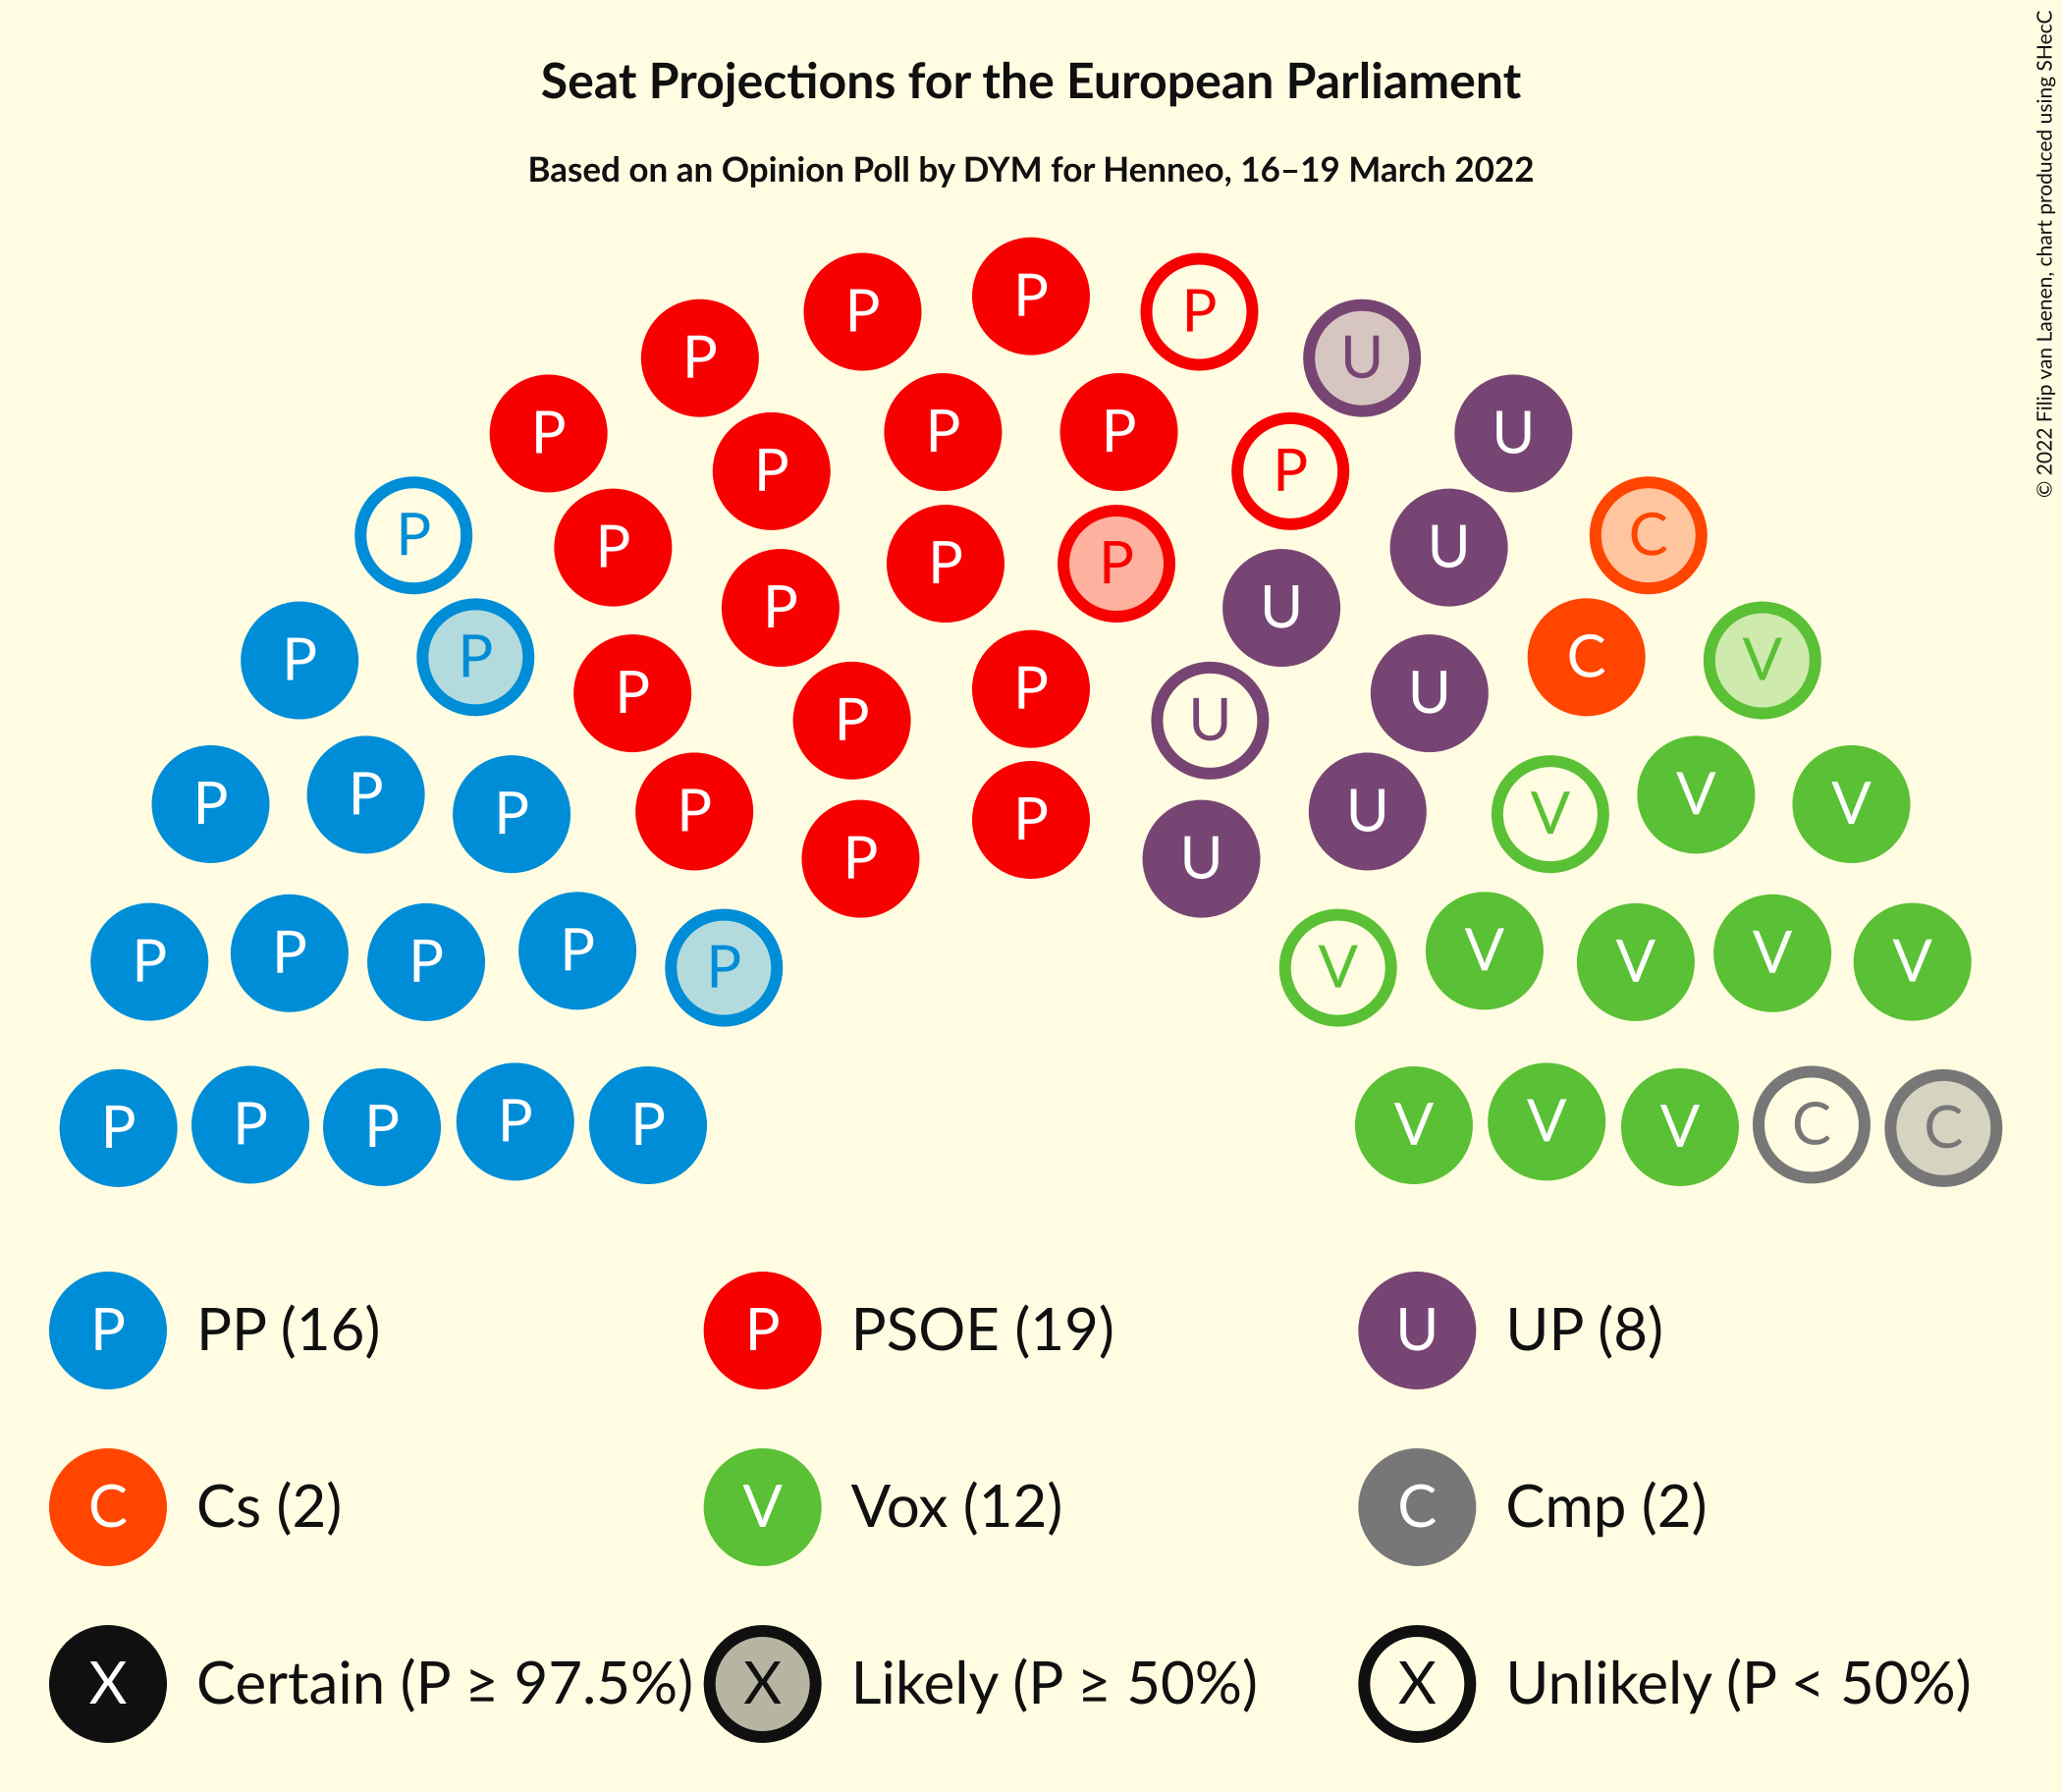 Seat Projections for the European Parliament
Based on an Opinion Poll by DYM for Henneo, 16–19 March 2022
© 2022 Filip van Laenen, chart produced using SHecC
P
P P
P U
P P P U
P P
P P P P U C
P U
P P C V
P P U
P U
P P P P P U V V V
P U
P P P P P V V V V V
P P P P P V V V C C
P PP (16) P PSOE (19) U UP (8)
C Cs (2) V Vox (12) C Cmp (2)
X Certain (P ≥ 97.5%) X Likely (P ≥ 50%) X Unlikely (P < 50%)